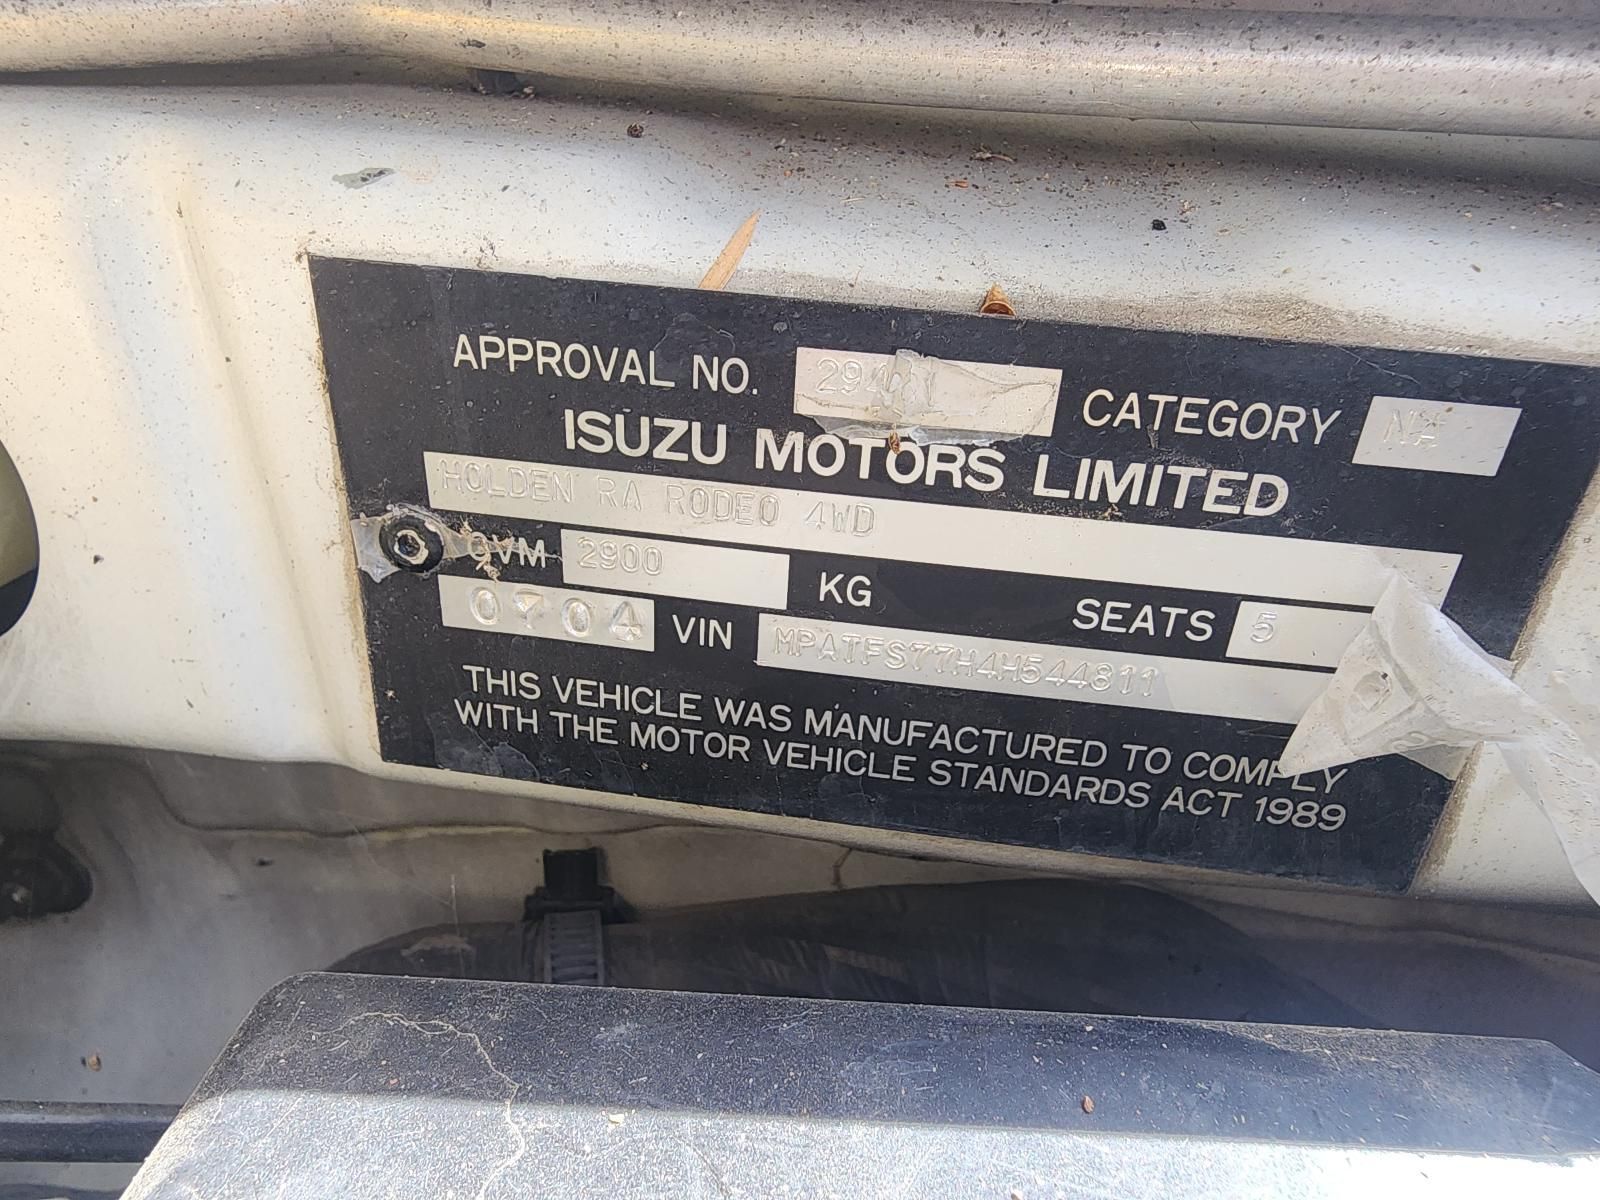 APPROVAL NO. CATEGORY
ISUZU MOTORS LIMITED
HOLDEN RA RODEO 4WD
GVM 2900 KG SEATS 5
0704 VIN MPATFS77H4H544811
THIS VEHICLE WAS MANUFACTURED TO COMPLY
WITH THE MOTOR VEHICLE STANDARDS ACT 1989